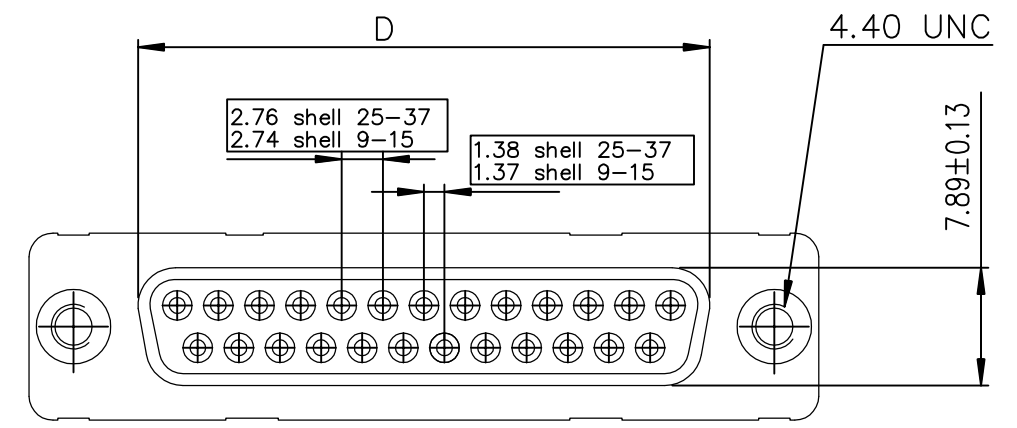 D
4.40 UNC
2.76 shell 25-37
2.74 shell 9-15
1.38 shell 25-37
1.37 shell 9-15
7.89±0.13